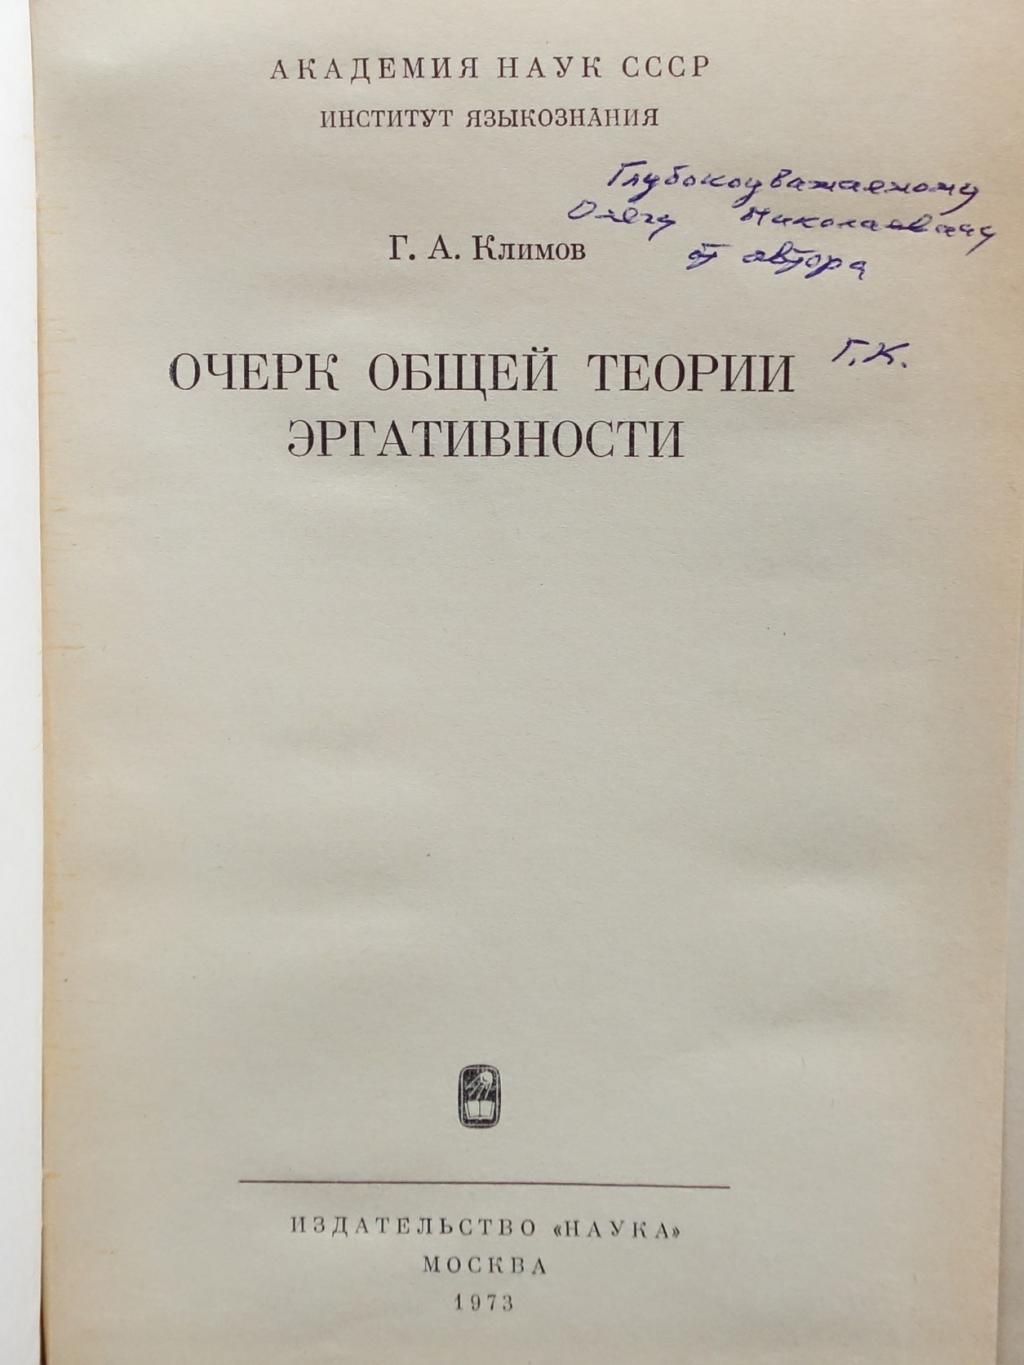 АКАДЕМИЯ НАУК СССР
ИНСТИТУТ ЯЗЫКОЗНАНИЯ
Глубокоуважаемому
Олегу Николаевичу
от автора
Г. А. Климов
Г. К.
ОЧЕРК ОБЩЕЙ ТЕОРИИ
ЭРГАТИВНОСТИ
ИЗДАТЕЛЬСТВО «НАУКА»
МОСКВА
1973